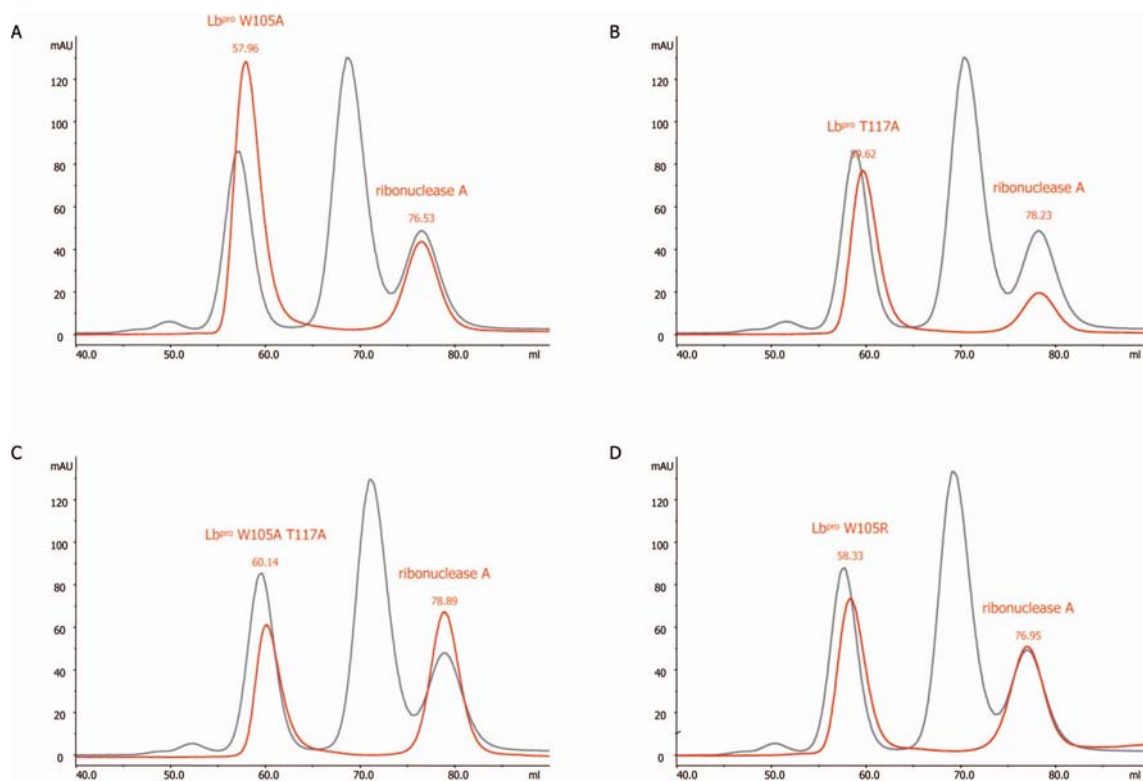 A
mAU
Lbᵖʳᵒ W105A
57.96
ribonuclease A
76.53
120
100
80
60
40
20
0
40.0 50.0 60.0 70.0 80.0 ml
B
mAU
Lbᵖʳᵒ T117A
59.62
ribonuclease A
78.23
120
100
80
60
40
20
0
40.0 50.0 60.0 70.0 80.0 ml
C
mAU
Lbᵖʳᵒ W105A T117A
60.14
ribonuclease A
78.89
120
100
80
60
40
20
0
40.0 50.0 60.0 70.0 80.0 ml
D
mAU
Lbᵖʳᵒ W105R
58.33
ribonuclease A
76.95
120
100
80
60
40
20
0
40.0 50.0 60.0 70.0 80.0 ml